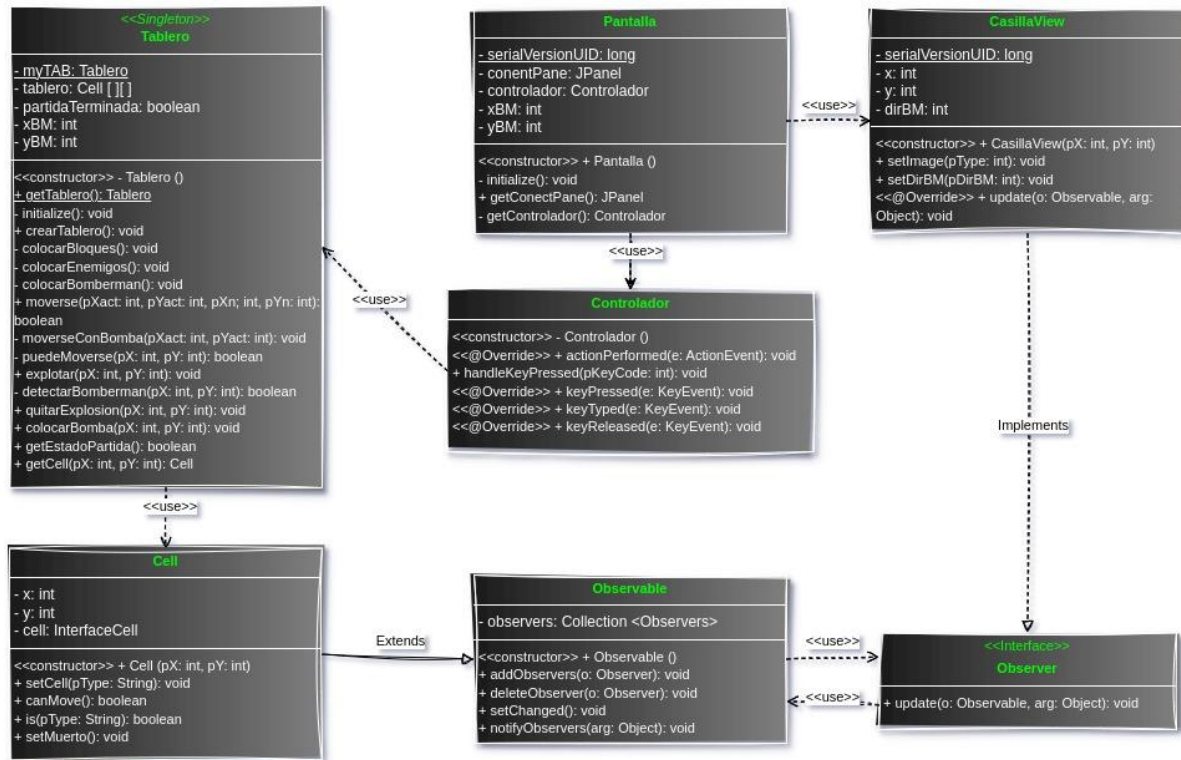 <<Singleton>>
Tablero
- myTAB: Tablero
- tablero: Cell [ ][ ]
- partidaTerminada: boolean
- xBM: int
- yBM: int
<<constructor>> - Tablero ()
+ getTablero(): Tablero
- initialize(): void
+ crearTablero(): void
- colocarBloques(): void
- colocarEnemigos(): void
- colocarBomberman(): void
+ moverse(pXact: int, pYact: int, pXn; int, pYn: int):
boolean
- moverseConBomba(pXact: int, pYact: int): void
- puedeMoverse(pX: int, pY: int): boolean
+ explotar(pX: int, pY: int): void
- detectarBomberman(pX: int, pY: int): boolean
+ quitarExplosion(pX: int, pY: int): void
+ colocarBomba(pX: int, pY: int): void
+ getEstadoPartida(): boolean
+ getCell(pX: int, pY: int): Cell
<<use>>
Pantalla
- serialVersionUID: long
- conentPane: JPanel
- controlador: Controlador
- xBM: int
- yBM: int
<<constructor>> + Pantalla ()
- initialize(): void
+ getConectPane: JPanel
- getControlador(): Controlador
<<use>>
<<use>>
CasillaView
- serialVersionUID: long
- x: int
- y: int
- dirBM: int
<<constructor>> + CasillaView(pX: int, pY: int)
+ setImage(pType: int): void
+ setDirBM(pDirBM: int): void
<<@Override>> + update(o: Observable, arg:
Object): void
<<use>>
Controlador
<<constructor>> - Controlador ()
<<@Override>> + actionPerformed(e: ActionEvent): void
+ handleKeyPressed(pKeyCode: int): void
<<@Override>> + keyPressed(e: KeyEvent): void
<<@Override>> + keyTyped(e: KeyEvent): void
<<@Override>> + keyReleased(e: KeyEvent): void
Implements
Cell
- x: int
- y: int
- cell: InterfaceCell
<<constructor>> + Cell (pX: int, pY: int)
+ setCell(pType: String): void
+ canMove(): boolean
+ is(pType: String): boolean
+ setMuerto(): void
Extends
Observable
- observers: Collection <Observers>
<<constructor>> + Observable ()
+ addObservers(o: Observer): void
+ deleteObserver(o: Observer): void
+ setChanged(): void
+ notifyObservers(arg: Object): void
<<use>>
<<use>>
<<Interface>>
Observer
+ update(o: Observable, arg: Object): void